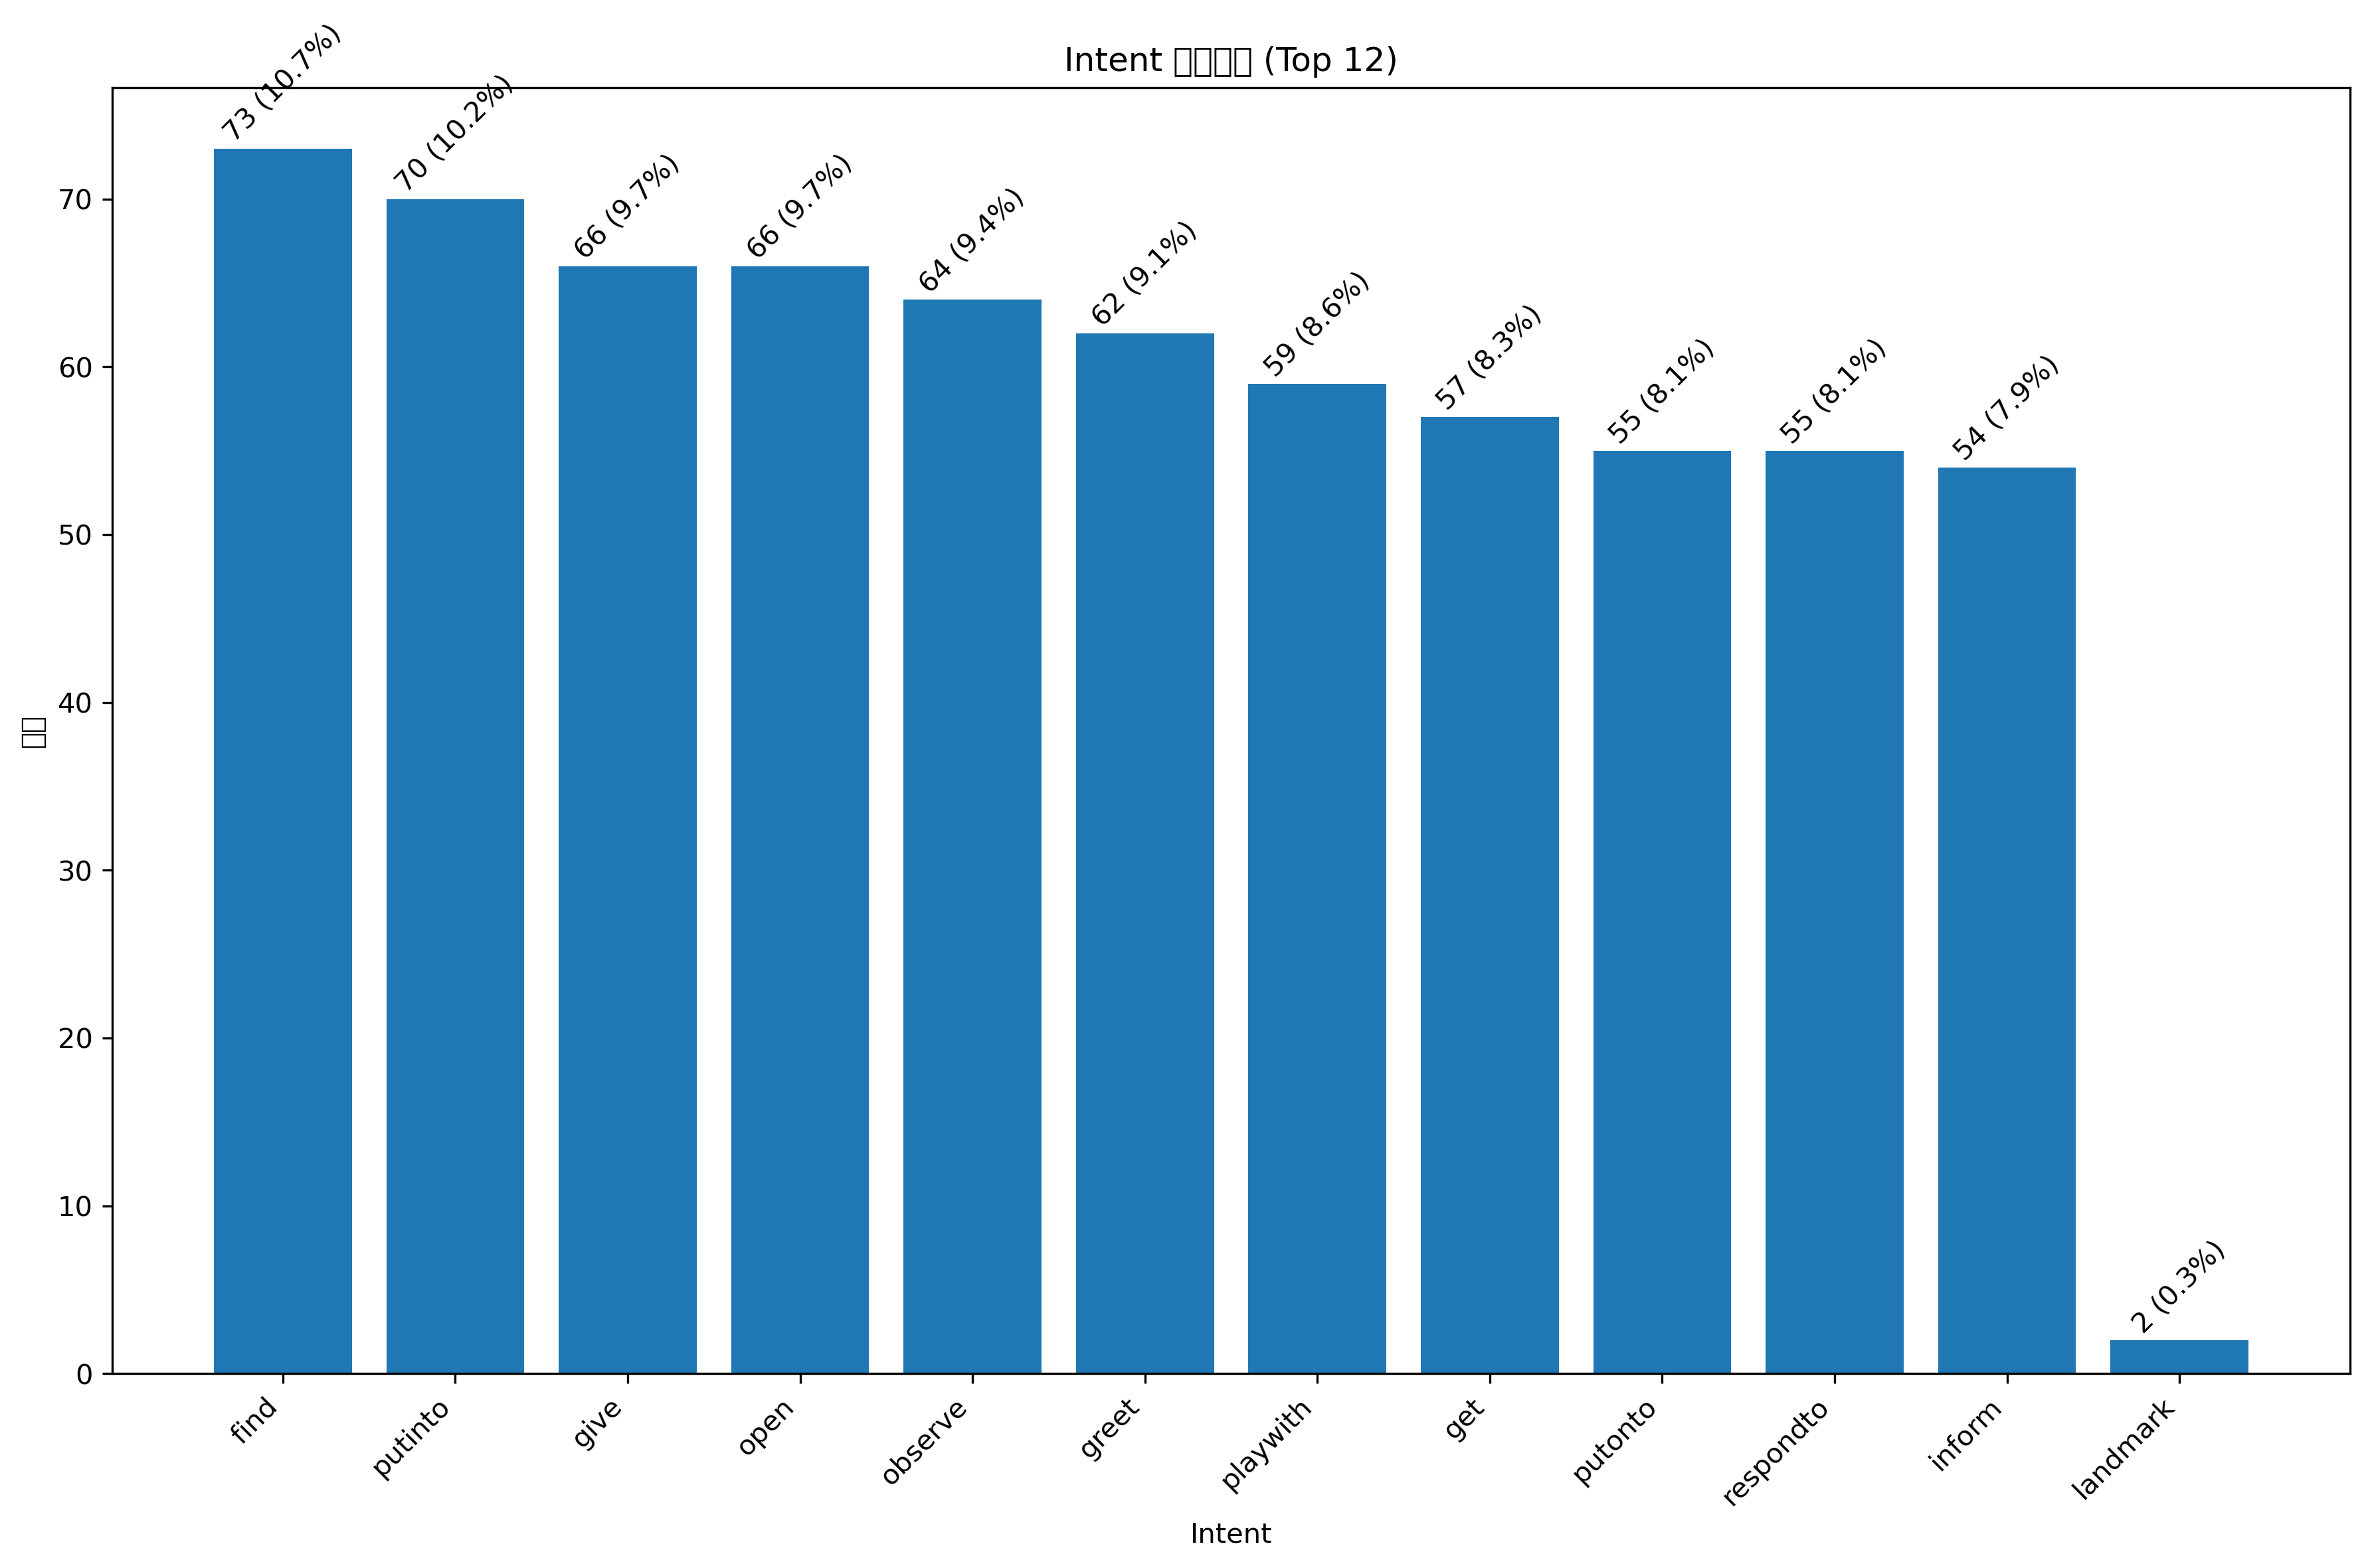 Intent (Top 12)
73 (10.7%)
70 (10.2%)
66 (9.7%)
66 (9.7%)
64 (9.4%)
62 (9.1%)
59 (8.6%)
57 (8.3%)
55 (8.1%)
55 (8.1%)
54 (7.9%)
2 (0.3%)
70
60
50
40
30
20
10
0
find
putinto
give
open
observe
greet
playwith
get
putonto
respondto
inform
landmark
Intent